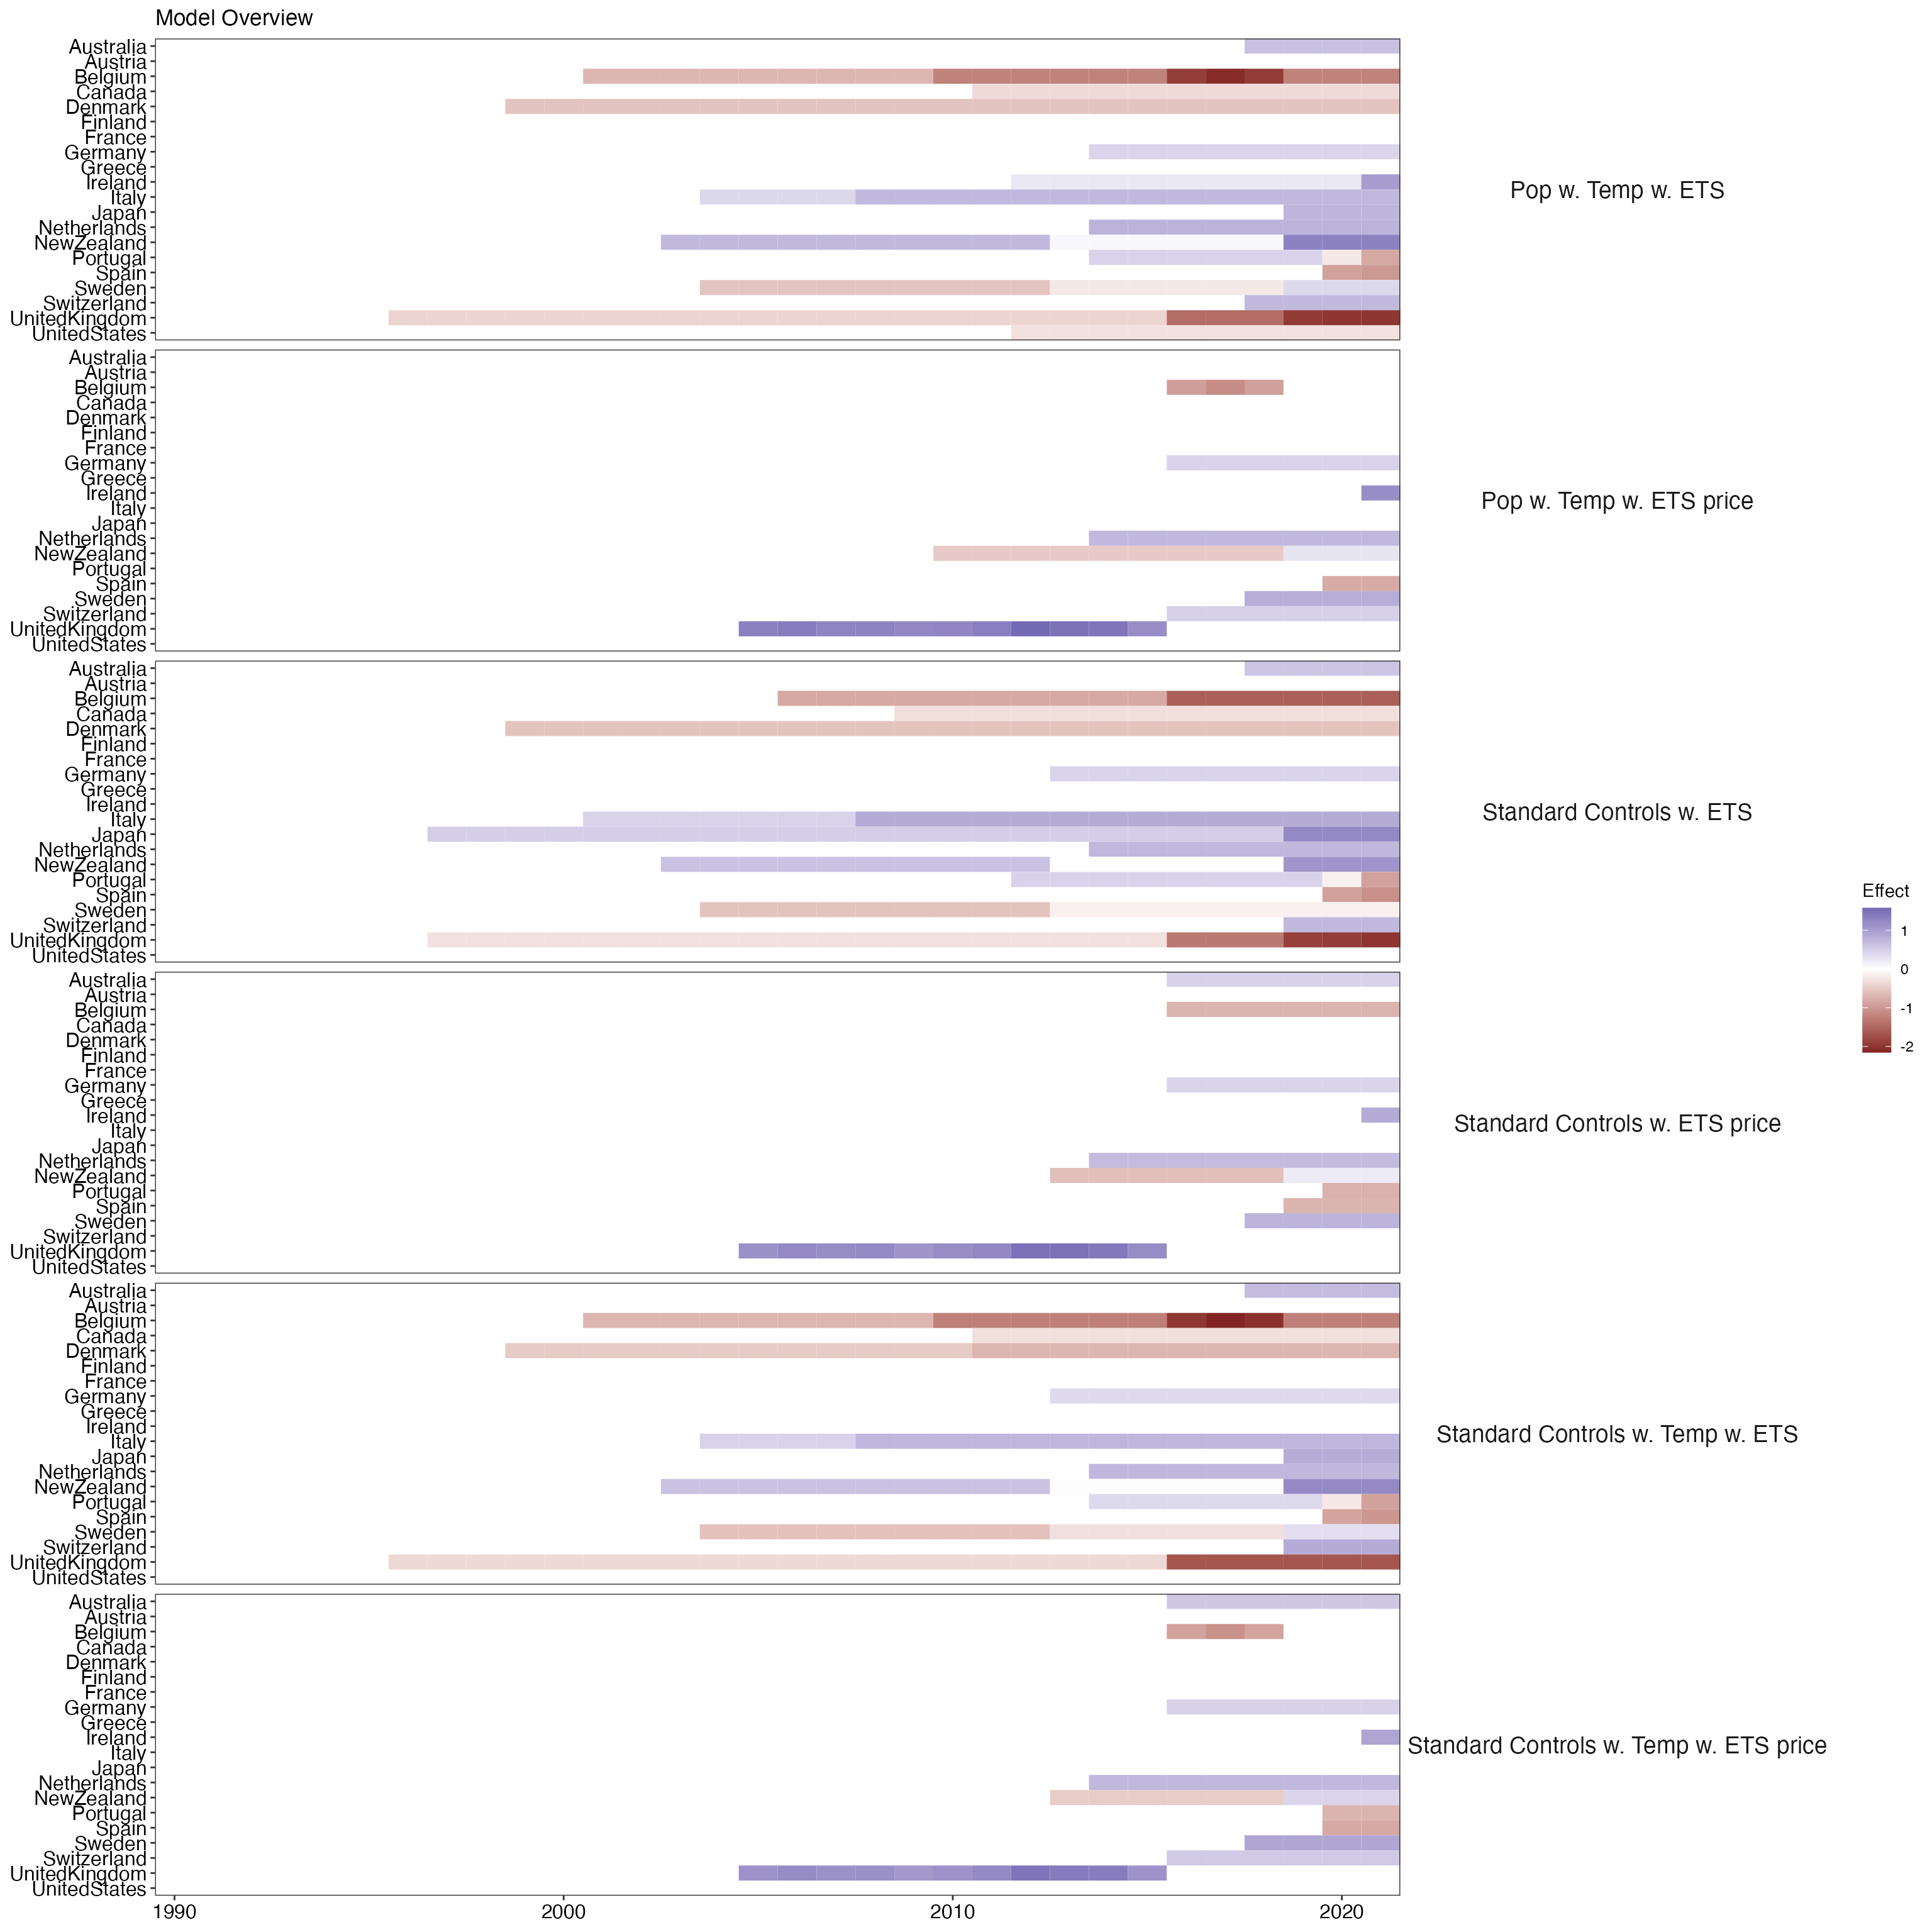 Model Overview
Australia
Austria
Belgium
Canada
Denmark
Finland
France
Germany
Greece
Ireland
Italy
Japan
Netherlands
NewZealand
Portugal
Spain
Sweden
Switzerland
UnitedKingdom
UnitedStates
Pop w. Temp w. ETS
Australia
Austria
Belgium
Canada
Denmark
Finland
France
Germany
Greece
Ireland
Italy
Japan
Netherlands
NewZealand
Portugal
Spain
Sweden
Switzerland
UnitedKingdom
UnitedStates
Pop w. Temp w. ETS price
Australia
Austria
Belgium
Canada
Denmark
Finland
France
Germany
Greece
Ireland
Italy
Japan
Netherlands
NewZealand
Portugal
Spain
Sweden
Switzerland
UnitedKingdom
UnitedStates
Standard Controls w. ETS
Effect
1
0
-1
-2
Australia
Austria
Belgium
Canada
Denmark
Finland
France
Germany
Greece
Ireland
Italy
Japan
Netherlands
NewZealand
Portugal
Spain
Sweden
Switzerland
UnitedKingdom
UnitedStates
Standard Controls w. ETS price
Australia
Austria
Belgium
Canada
Denmark
Finland
France
Germany
Greece
Ireland
Italy
Japan
Netherlands
NewZealand
Portugal
Spain
Sweden
Switzerland
UnitedKingdom
UnitedStates
Standard Controls w. Temp w. ETS
Australia
Austria
Belgium
Canada
Denmark
Finland
France
Germany
Greece
Ireland
Italy
Japan
Netherlands
NewZealand
Portugal
Spain
Sweden
Switzerland
UnitedKingdom
UnitedStates
Standard Controls w. Temp w. ETS price
1990 2000 2010 2020